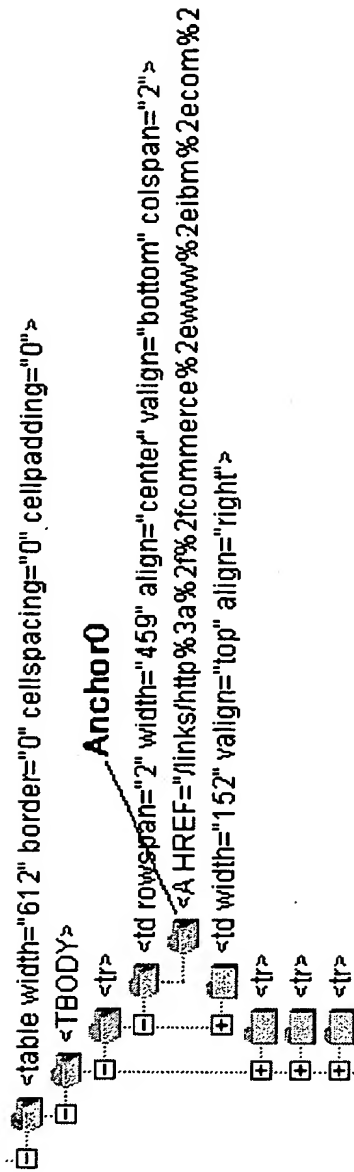 <table width="612" border="0" cellspacing="0" cellpadding="0">
<TBODY>
Anchor0
<tr>
<td rowspan="2" width="459" align="center" valign="bottom" colspan="2">
<A HREF="/links/http%3a%2f%2fcommerce%2ewww%2eibm%2ecom%2
<td width="152" valign="top" align="right">
<tr>
<tr>
<tr>